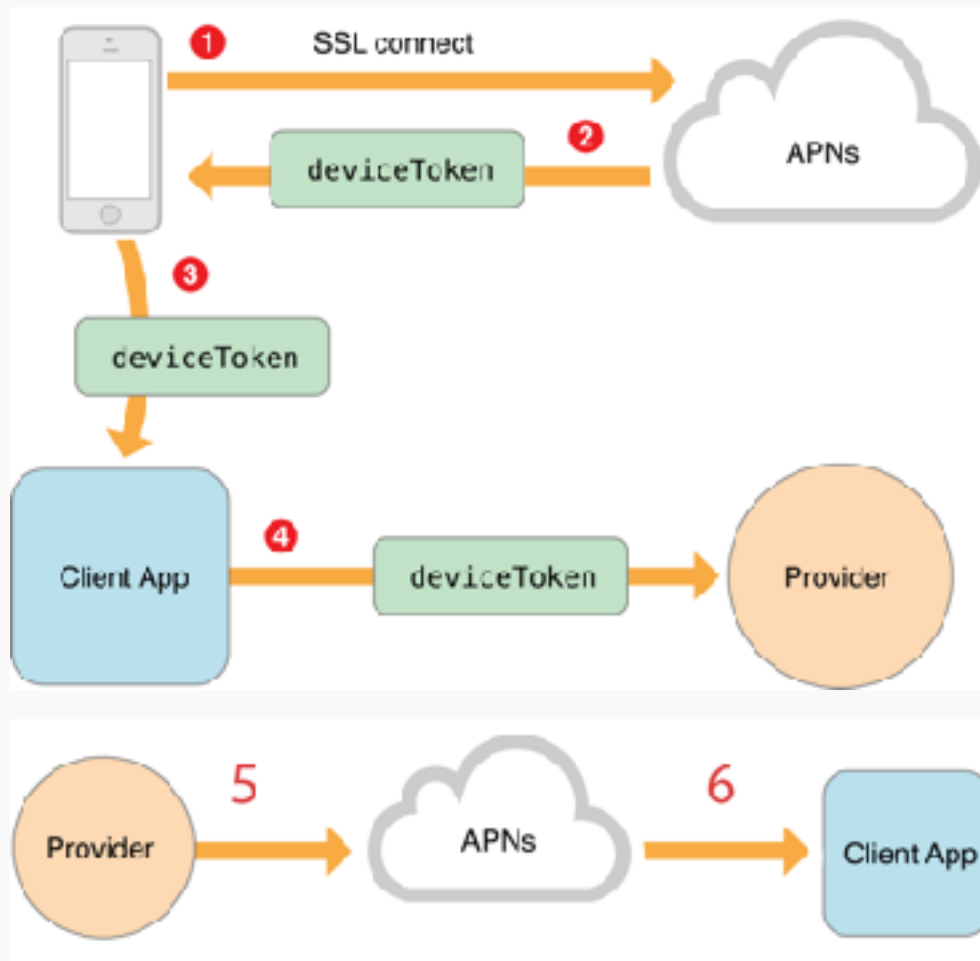 1
SSL connect
2
APNs
deviceToken
3
deviceToken
4
Client App
deviceToken
Provider
5
6
Provider
APNs
Client App